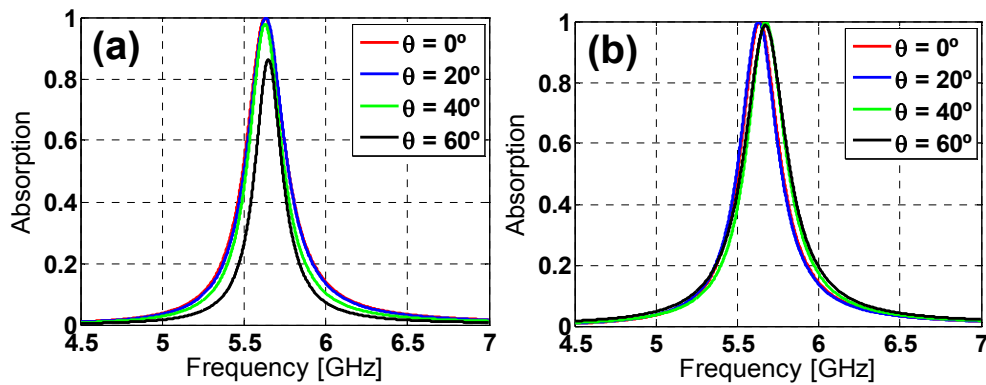 (a)
θ = 0º
θ = 20º
θ = 40º
θ = 60º
Absorption
1
0.8
0.6
0.4
0.2
0
4.5 5 5.5 6 6.5 7
Frequency [GHz]
(b)
θ = 0º
θ = 20º
θ = 40º
θ = 60º
Absorption
1
0.8
0.6
0.4
0.2
0
4.5 5 5.5 6 6.5 7
Frequency [GHz]